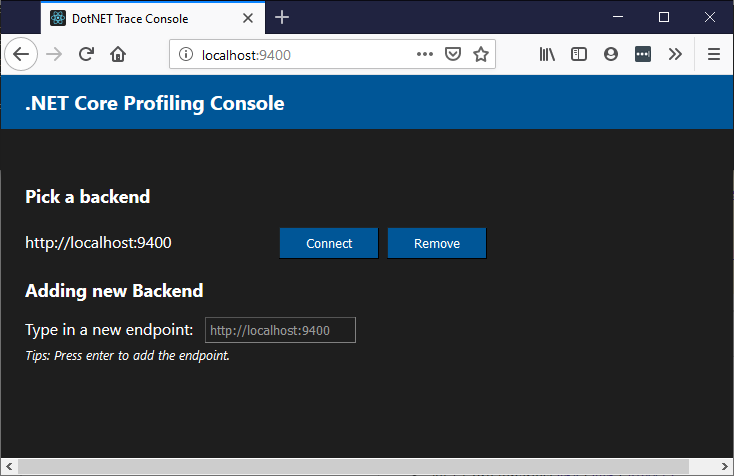 DotNET Trace Console
localhost:9400
.NET Core Profiling Console
Pick a backend
http://localhost:9400 Connect Remove
Adding new Backend
Type in a new endpoint: http://localhost:9400
Tips: Press enter to add the endpoint.